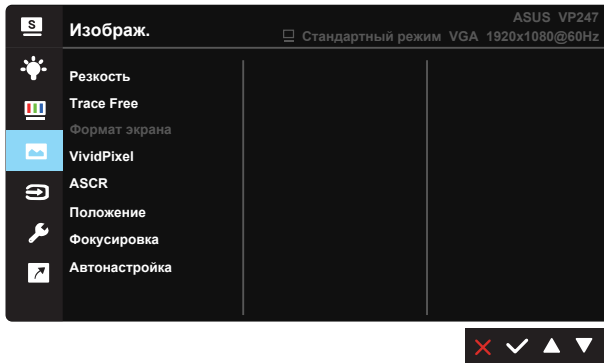 S
Изображ.
ASUS VP247
Стандартный режим VGA 1920x1080@60Hz
Резкость
Trace Free
Формат экрана
VividPixel
ASCR
Положение
Фокусировка
Автонастройка